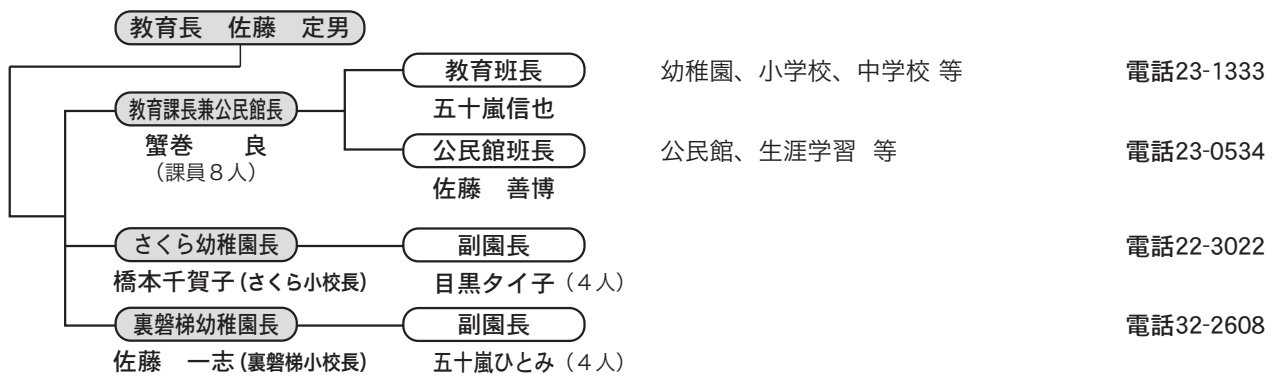 教育長　佐藤　定男
教育班長　幼稚園、小学校、中学校 等　電話23-1333
教育課長兼公民館長　五十嵐信也
蟹巻　　良　公民館班長　公民館、生涯学習 等　電話23-0534
（課員８人）
佐藤　善博
さくら幼稚園長　副園長　電話22-3022
橋本千賀子(さくら小校長)　目黒タイ子（４人）
裏磐梯幼稚園長　副園長　電話32-2608
佐藤　一志(裏磐梯小校長)　五十嵐ひとみ（４人）